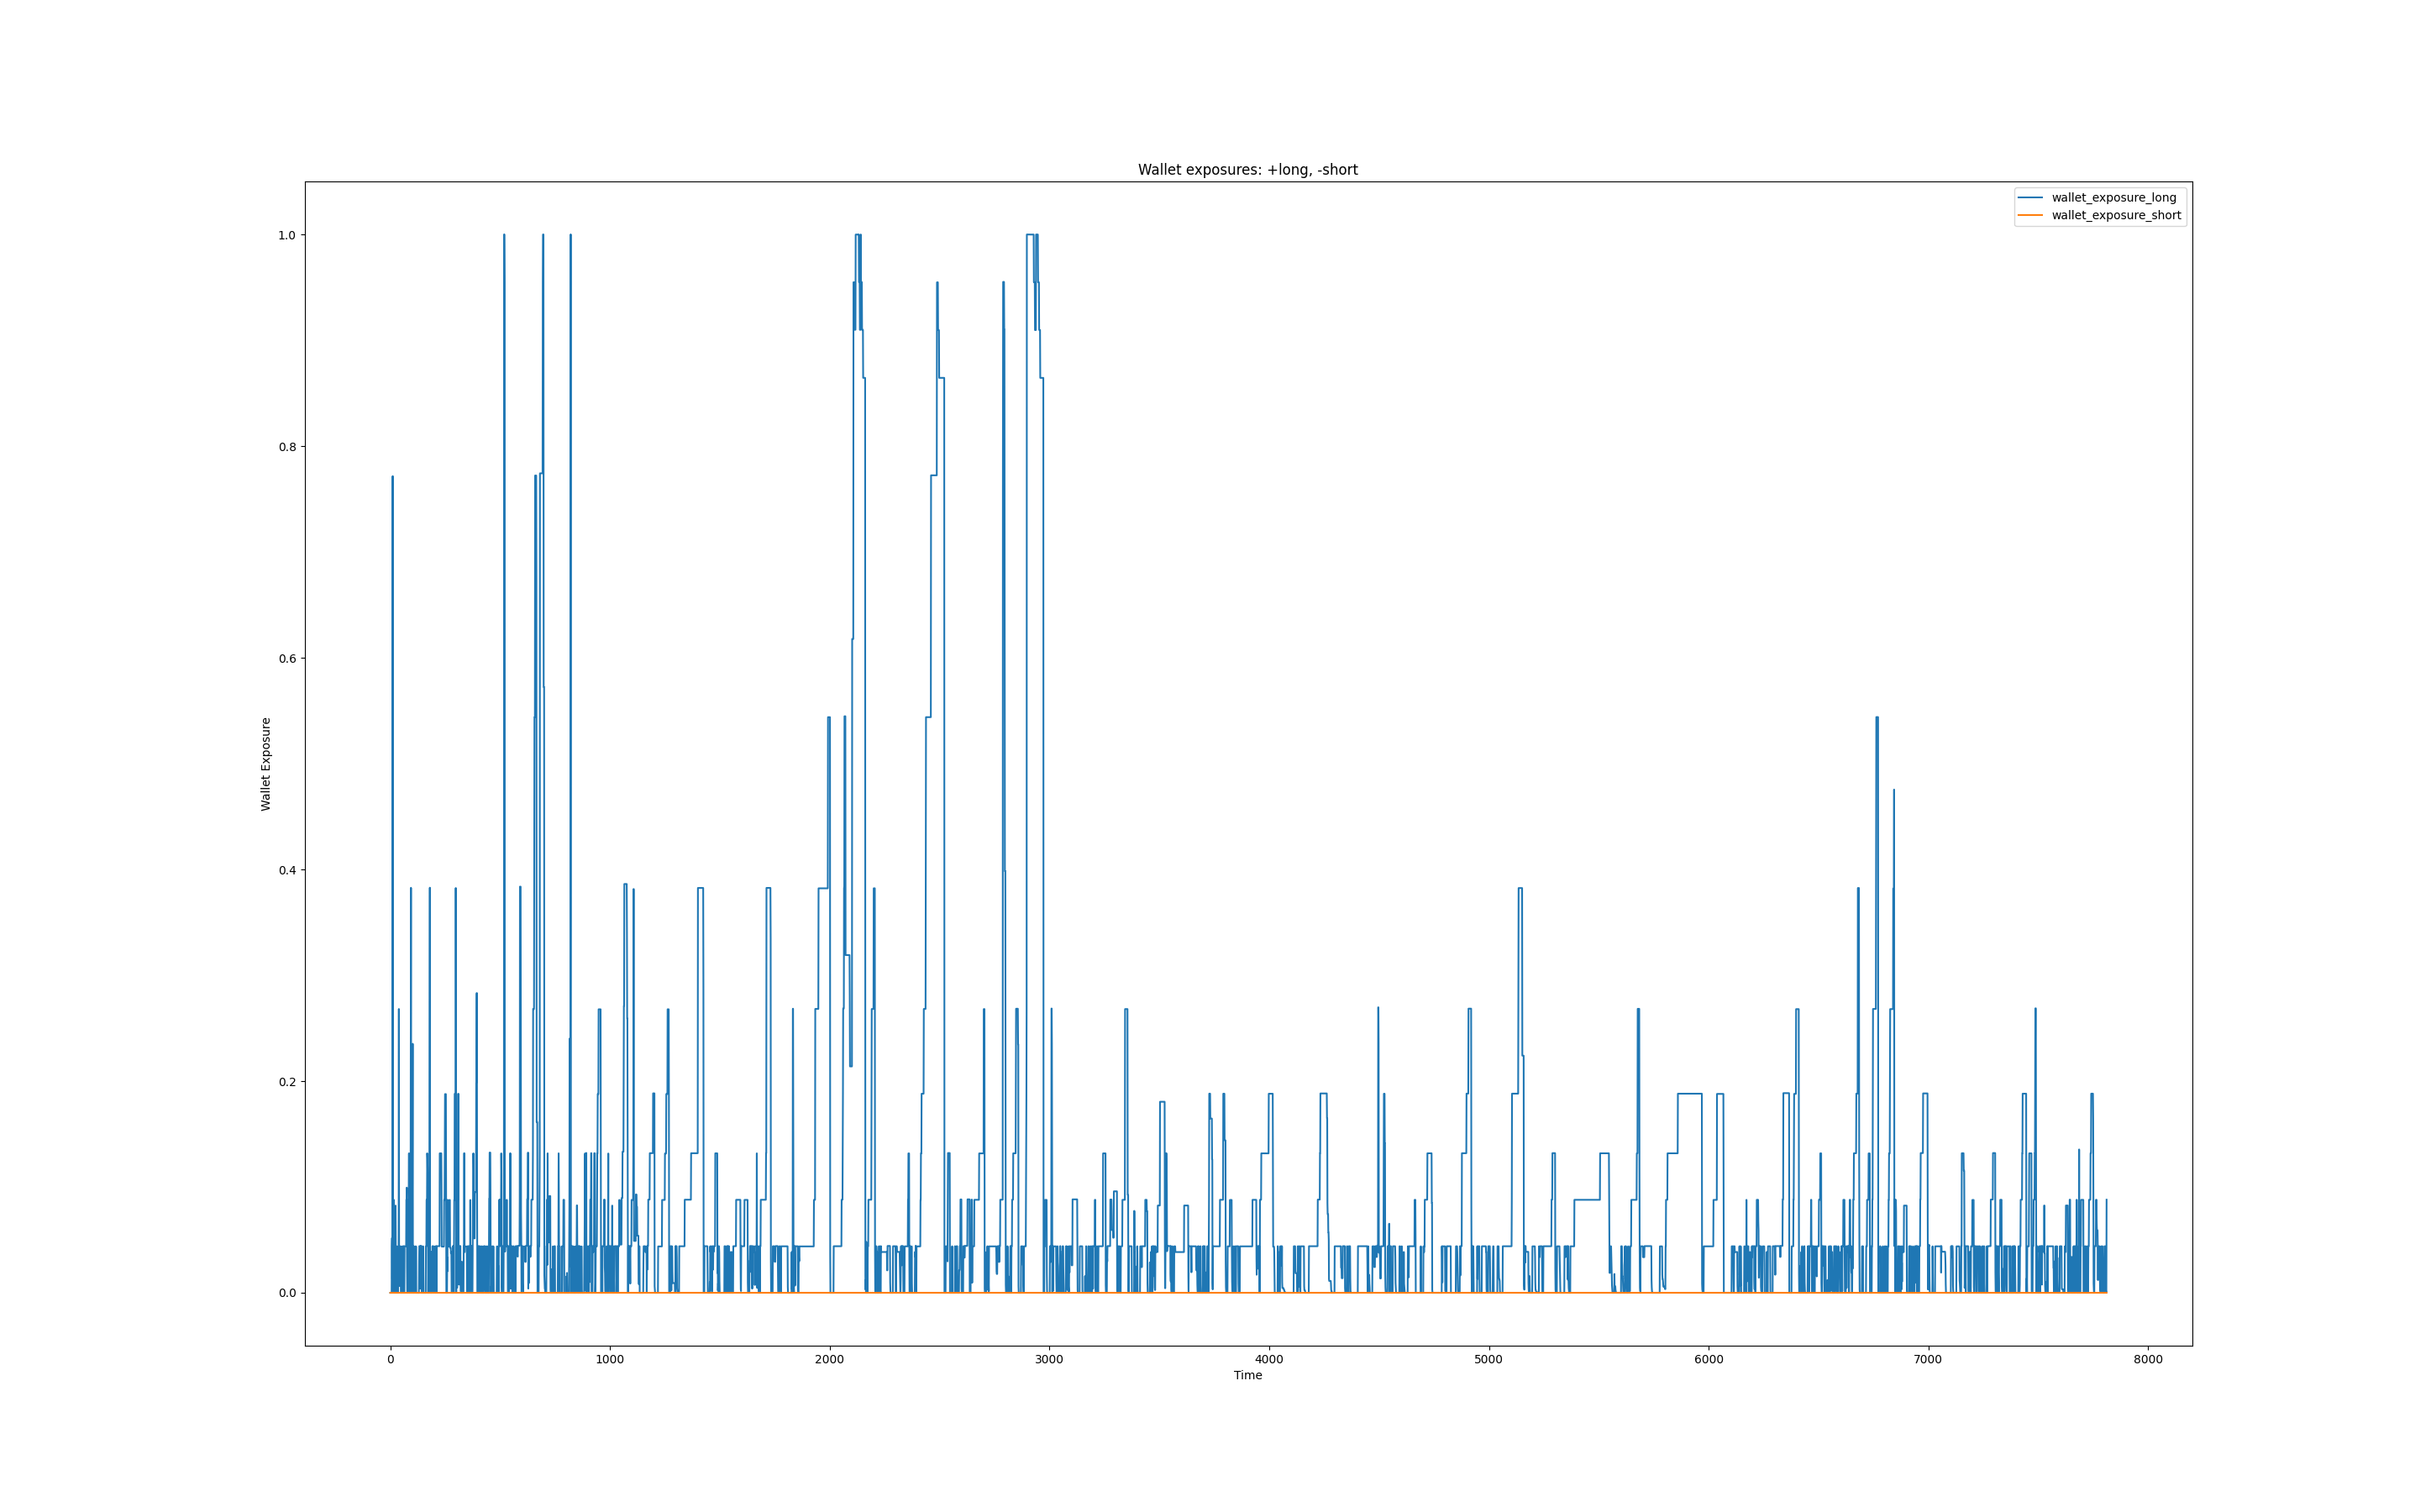 Wallet exposures: +long, -short
wallet_exposure_long
wallet_exposure_short
1.0
0.8
0.6
0.4
0.2
0.0
Wallet Exposure
0 1000 2000 3000 4000 5000 6000 7000 8000
Time